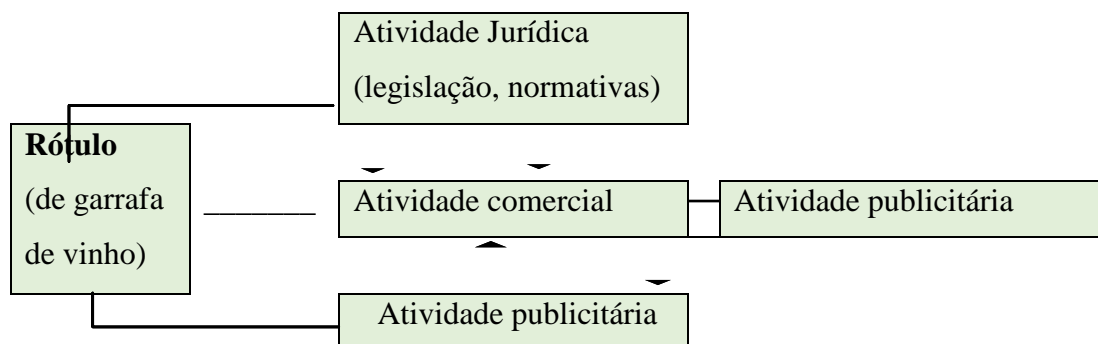 Atividade Jurídica
(legislação, normativas)
Rótulo
(de garrafa
de vinho)
Atividade comercial
Atividade publicitária
Atividade publicitária